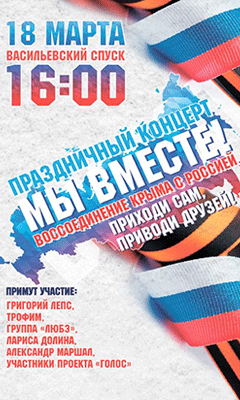 18 МАРТА
ВАСИЛЬЕВСКИЙ СПУСК
16:00
ПРАЗДНИЧНЫЙ КОНЦЕРТ
МЫ ВМЕСТЕ!
ВОССОЕДИНЕНИЕ КРЫМА С РОССИЕЙ
ПРИХОДИ САМ,
ПРИВОДИ ДРУЗЕЙ!
ПРИМУТ УЧАСТИЕ:
ГРИГОРИЙ ЛЕПС,
ТРОФИМ,
ГРУППА «ЛЮБЭ»,
ЛАРИСА ДОЛИНА,
АЛЕКСАНДР МАРШАЛ,
УЧАСТНИКИ ПРОЕКТА «ГОЛОС»